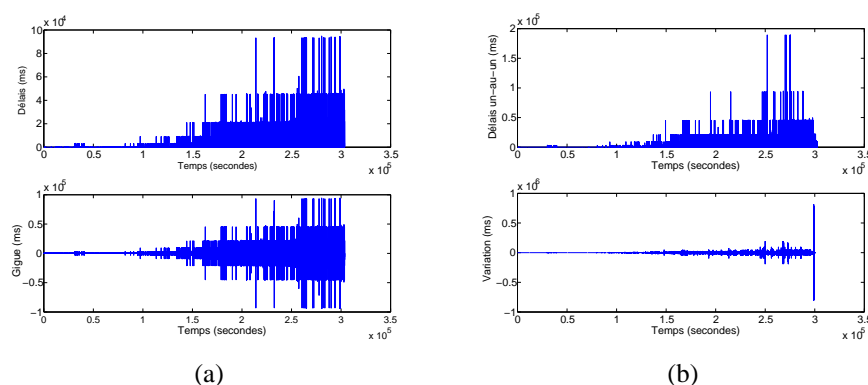 x 10^4
10
8
6
4
2
0
Délais (ms)
0 0.5 1 1.5 2 2.5 3 3.5
Temps (secondes)
x 10^5
x 10^5
1
0.5
0
−0.5
−1
Gigue (ms)
0 0.5 1 1.5 2 2.5 3 3.5
Temps (secondes)
x 10^5
(a)
x 10^5
2
1.5
1
0.5
0
Délais un−au−un (ms)
0 0.5 1 1.5 2 2.5 3 3.5
Temps (secondes)
x 10^5
x 10^6
1
0.5
0
−0.5
−1
Variation (ms)
0 0.5 1 1.5 2 2.5 3 3.5
Temps (secondes)
x 10^5
(b)